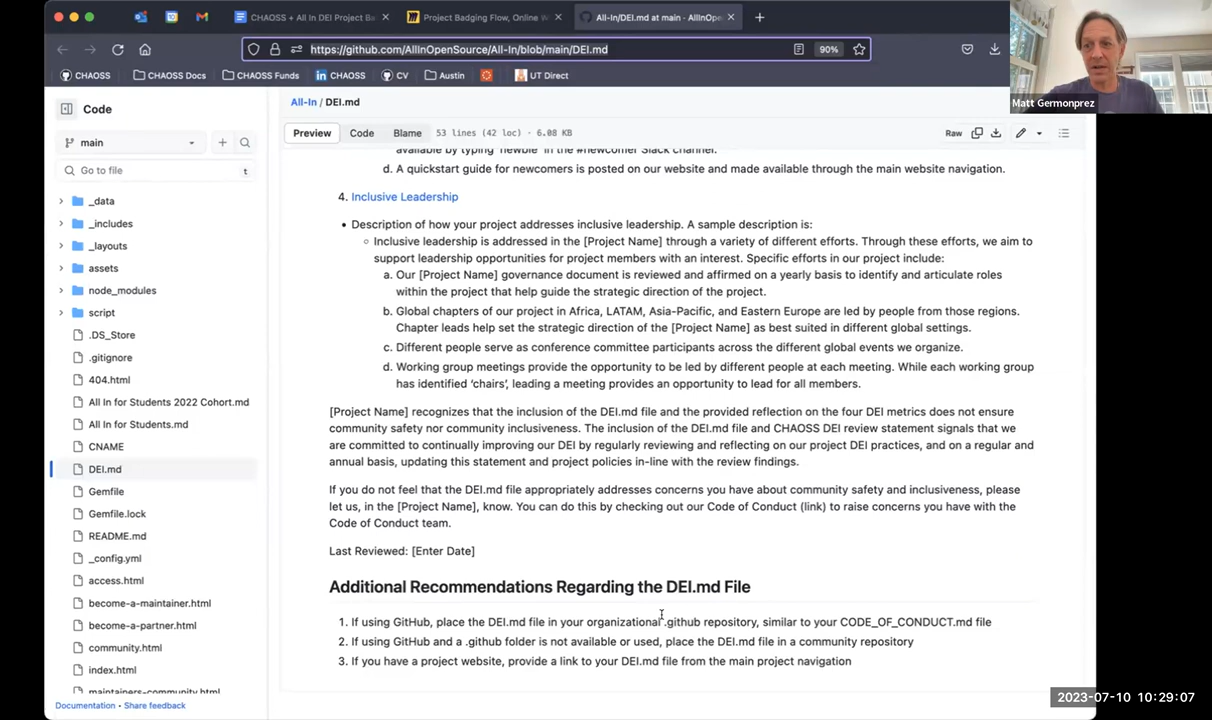 CHAOSS + All In DEI Project Ba
Project Badging Flow, Online W
All-In/DEI.md at main · AllInOpe
https://github.com/AllInOpenSource/All-In/blob/main/DEI.md
90%
CHAOSS
CHAOSS Docs
CHAOSS Funds
CHAOSS
CV
Austin
UT Direct
Matt Germonprez
Code
main
Go to file
t
_data
_includes
_layouts
assets
node_modules
script
.DS_Store
.gitignore
404.html
All In for Students 2022 Cohort.md
All In for Students.md
CNAME
DEI.md
Gemfile
Gemfile.lock
README.md
_config.yml
access.html
become-a-maintainer.html
become-a-partner.html
community.html
index.html
maintainers-community.html
Documentation • Share feedback
All-In / DEI.md
Preview
Code
Blame
53 lines (42 loc) · 6.08 KB
Raw
available by typing 'newbie' in the #newcomer Slack channel.
d. A quickstart guide for newcomers is posted on our website and made available through the main website navigation.
4. Inclusive Leadership
• Description of how your project addresses inclusive leadership. A sample description is:
○ Inclusive leadership is addressed in the [Project Name] through a variety of different efforts. Through these efforts, we aim to
support leadership opportunities for project members with an interest. Specific efforts in our project include:
a. Our [Project Name] governance document is reviewed and affirmed on a yearly basis to identify and articulate roles
within the project that help guide the strategic direction of the project.
b. Global chapters of our project in Africa, LATAM, Asia-Pacific, and Eastern Europe are led by people from those regions.
Chapter leads help set the strategic direction of the [Project Name] as best suited in different global settings.
c. Different people serve as conference committee participants across the different global events we organize.
d. Working group meetings provide the opportunity to be led by different people at each meeting. While each working group
has identified 'chairs', leading a meeting provides an opportunity to lead for all members.
[Project Name] recognizes that the inclusion of the DEI.md file and the provided reflection on the four DEI metrics does not ensure
community safety nor community inclusiveness. The inclusion of the DEI.md file and CHAOSS DEI review statement signals that we
are committed to continually improving our DEI by regularly reviewing and reflecting on our project DEI practices, and on a regular and
annual basis, updating this statement and project policies in-line with the review findings.
If you do not feel that the DEI.md file appropriately addresses concerns you have about community safety and inclusiveness, please
let us, in the [Project Name], know. You can do this by checking out our Code of Conduct (link) to raise concerns you have with the
Code of Conduct team.
Last Reviewed: [Enter Date]
Additional Recommendations Regarding the DEI.md File
1. If using GitHub, place the DEI.md file in your organizational .github repository, similar to your CODE_OF_CONDUCT.md file
2. If using GitHub and a .github folder is not available or used, place the DEI.md file in a community repository
3. If you have a project website, provide a link to your DEI.md file from the main project navigation
2023-07-10 10:29:07